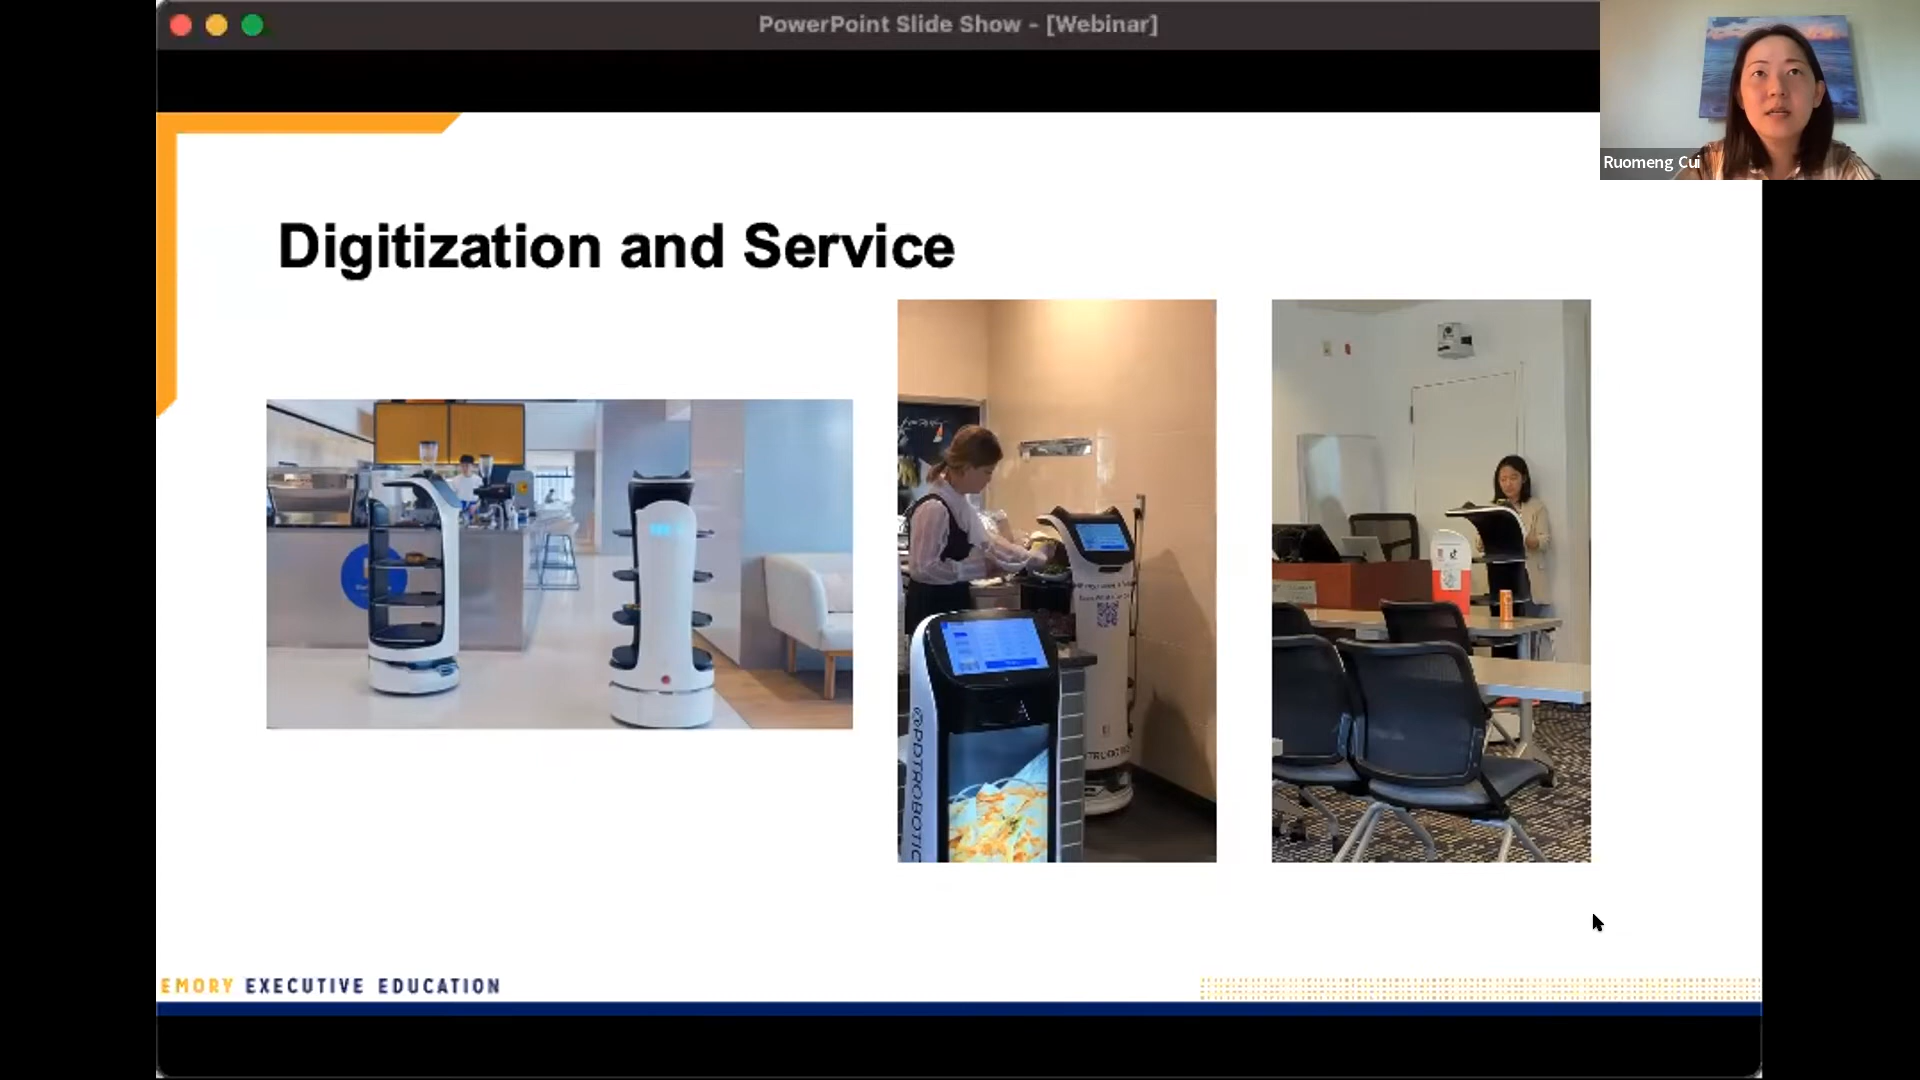 PowerPoint Slide Show - [Webinar]
Ruomeng Cui
Digitization and Service
@PDTROBOTIC
EMORY EXECUTIVE EDUCATION